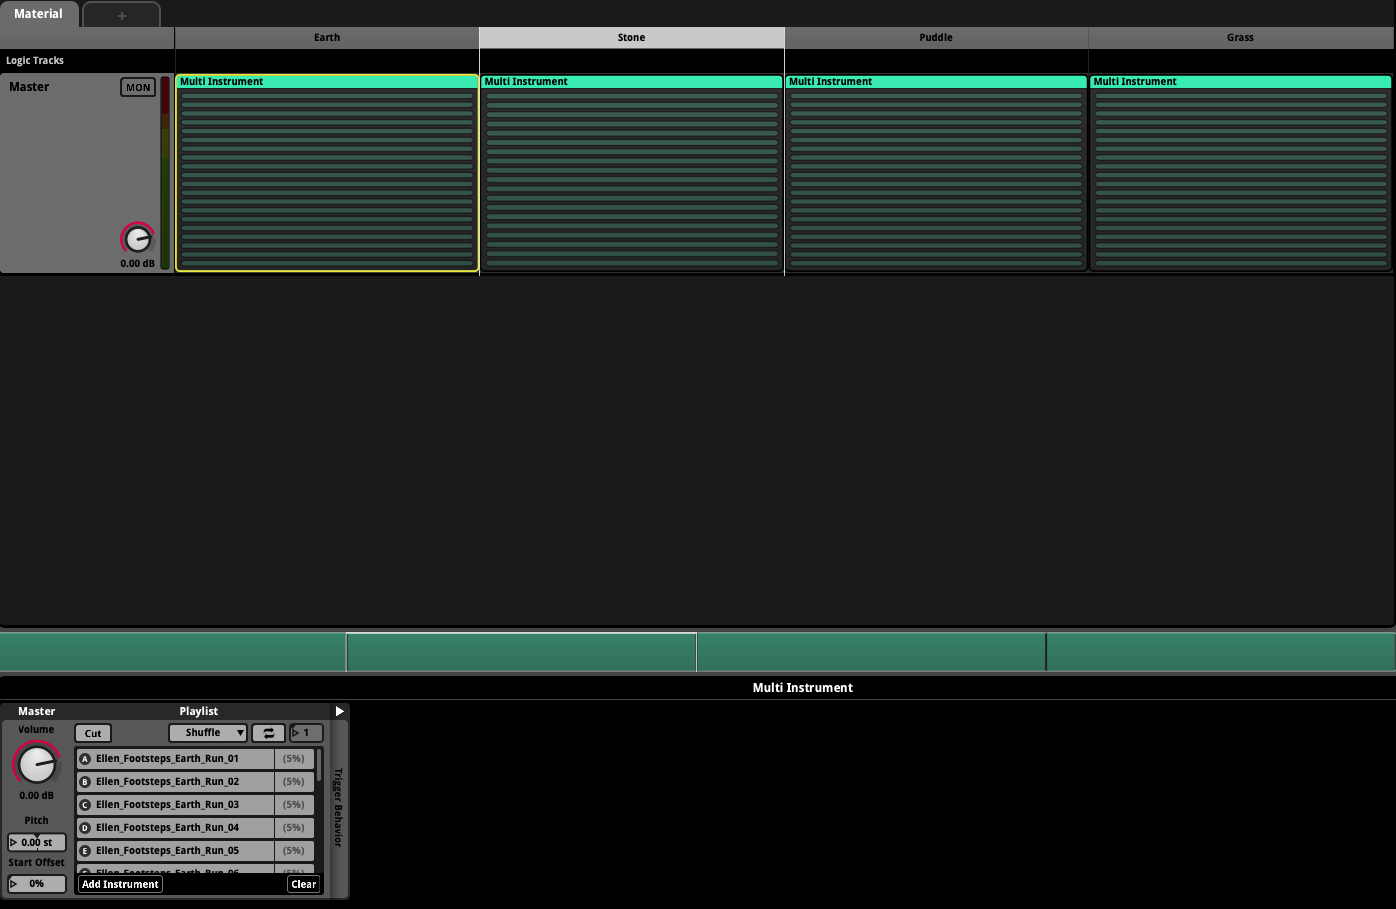 Material
+
Earth Stone Puddle Grass
Logic Tracks
Master MON
Multi Instrument Multi Instrument Multi Instrument Multi Instrument
0.00 dB
Multi Instrument
Master Playlist
Volume
Cut Shuffle 1
A Ellen_Footsteps_Earth_Run_01 (5%)
B Ellen_Footsteps_Earth_Run_02 (5%)
0.00 dB
C Ellen_Footsteps_Earth_Run_03 (5%)
Pitch
D Ellen_Footsteps_Earth_Run_04 (5%)
0.00 st
E Ellen_Footsteps_Earth_Run_05 (5%)
Start Offset
Ellen_Footsteps_Earth_Run_06 (5%)
0%
Add Instrument Clear
Trigger Behavior